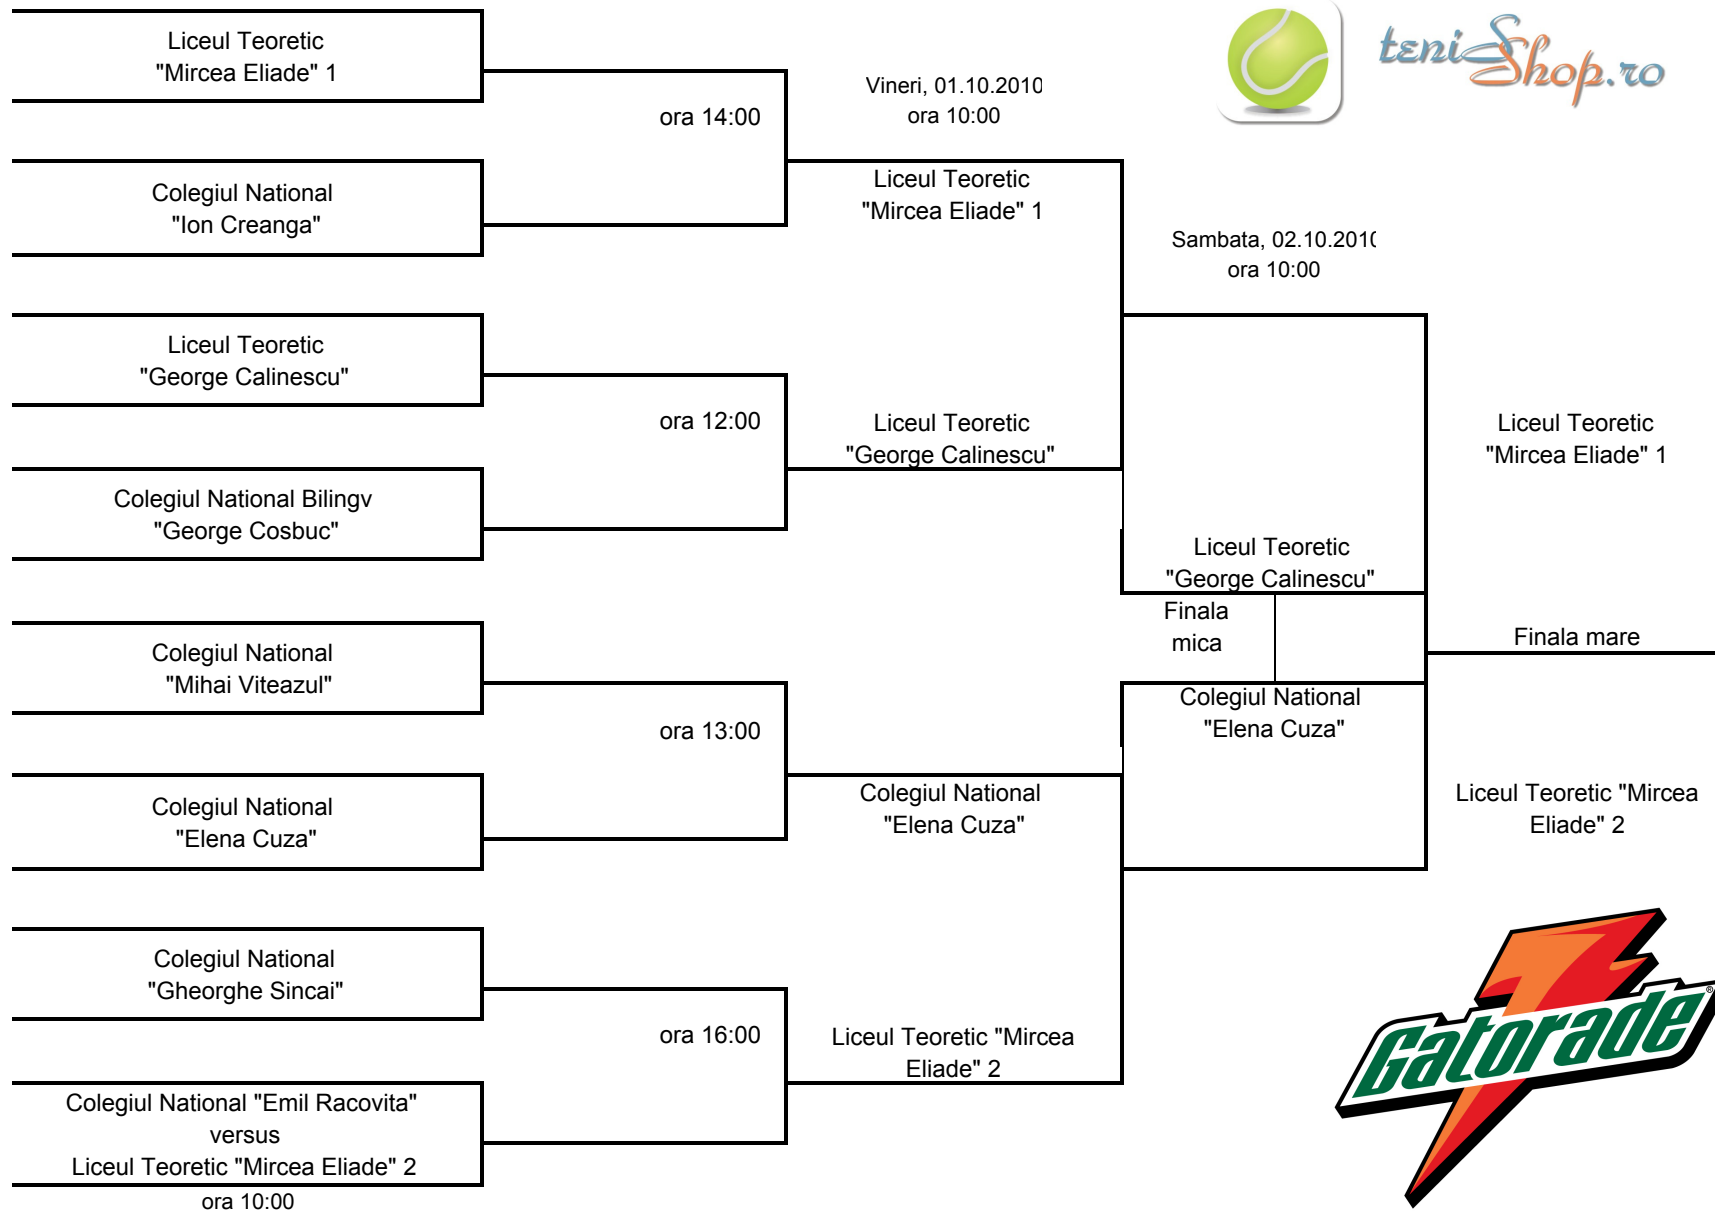 Liceul Teoretic
"Mircea Eliade" 1
ora 14:00
Colegiul National
"Ion Creanga"
Liceul Teoretic
"George Calinescu"
ora 12:00
Colegiul National Bilingv
"George Cosbuc"
Colegiul National
"Mihai Viteazul"
ora 13:00
Colegiul National
"Elena Cuza"
Colegiul National
"Gheorghe Sincai"
ora 16:00
Colegiul National "Emil Racovita"
versus
Liceul Teoretic "Mircea Eliade" 2
ora 10:00
Vineri, 01.10.2010
ora 10:00
Liceul Teoretic
"Mircea Eliade" 1
Liceul Teoretic
"George Calinescu"
Colegiul National
"Elena Cuza"
Liceul Teoretic "Mircea
Eliade" 2
Sambata, 02.10.2010
ora 10:00
Liceul Teoretic
"George Calinescu"
Finala
mica
Colegiul National
"Elena Cuza"
teniShop.ro
Liceul Teoretic
"Mircea Eliade" 1
Finala mare
Liceul Teoretic "Mircea
Eliade" 2
Gatorade®